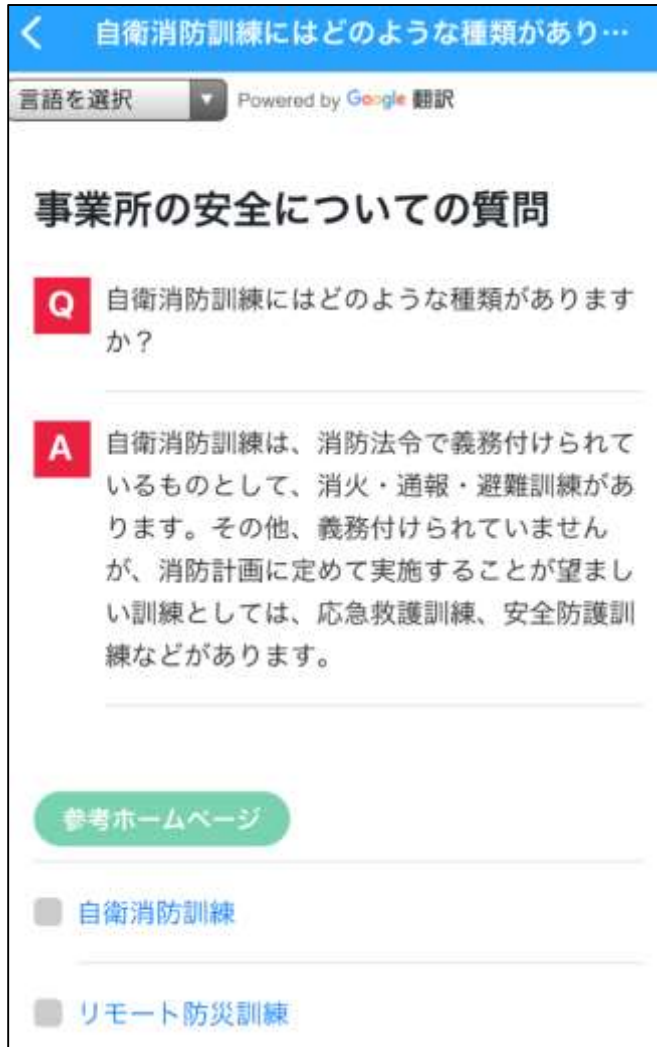 自衛消防訓練にはどのような種類があり…
言語を選択
Powered by Google 翻訳
事業所の安全についての質問
Q
自衛消防訓練にはどのような種類があります
か？
A
自衛消防訓練は、消防法令で義務付けられて
いるものとして、消火・通報・避難訓練があ
ります。その他、義務付けられていません
が、消防計画に定めて実施することが望まし
い訓練としては、応急救護訓練、安全防護訓
練などがあります。
参考ホームページ
自衛消防訓練
リモート防災訓練